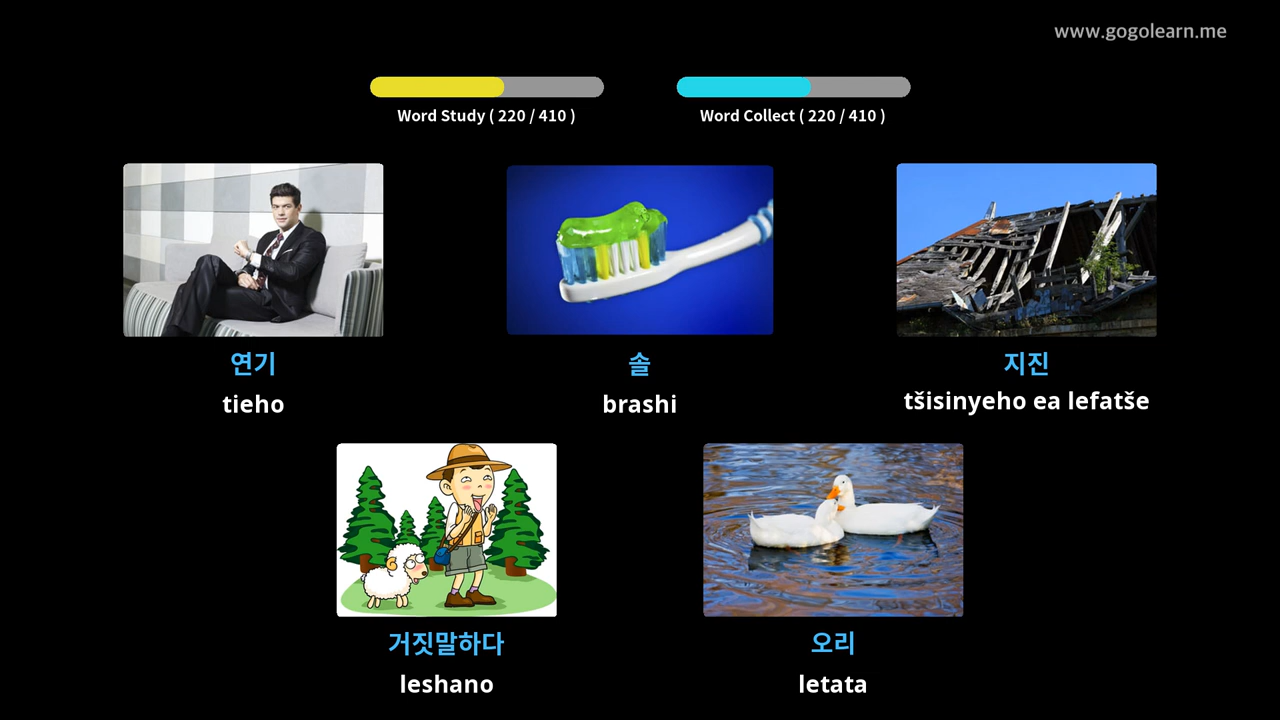 www.gogolearn.me
Word Study ( 220 / 410 )
Word Collect ( 220 / 410 )
연기
tieho
솔
brashi
지진
tšisinyeho ea lefatše
거짓말하다
leshano
오리
letata